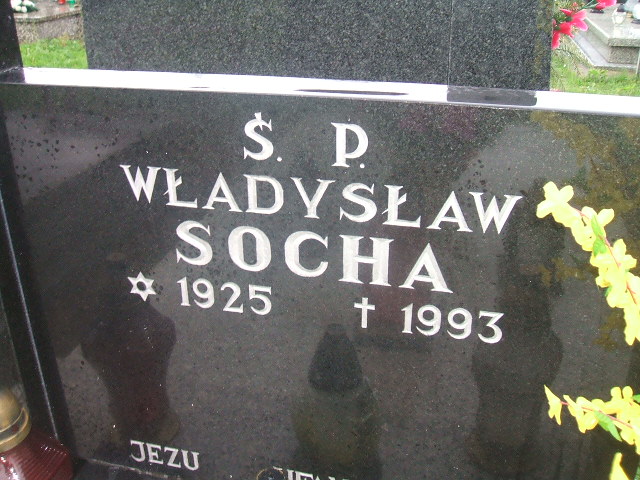 Ś. P.
WŁADYSŁAW
SOCHA
✡ 1925 † 1993
JEZU